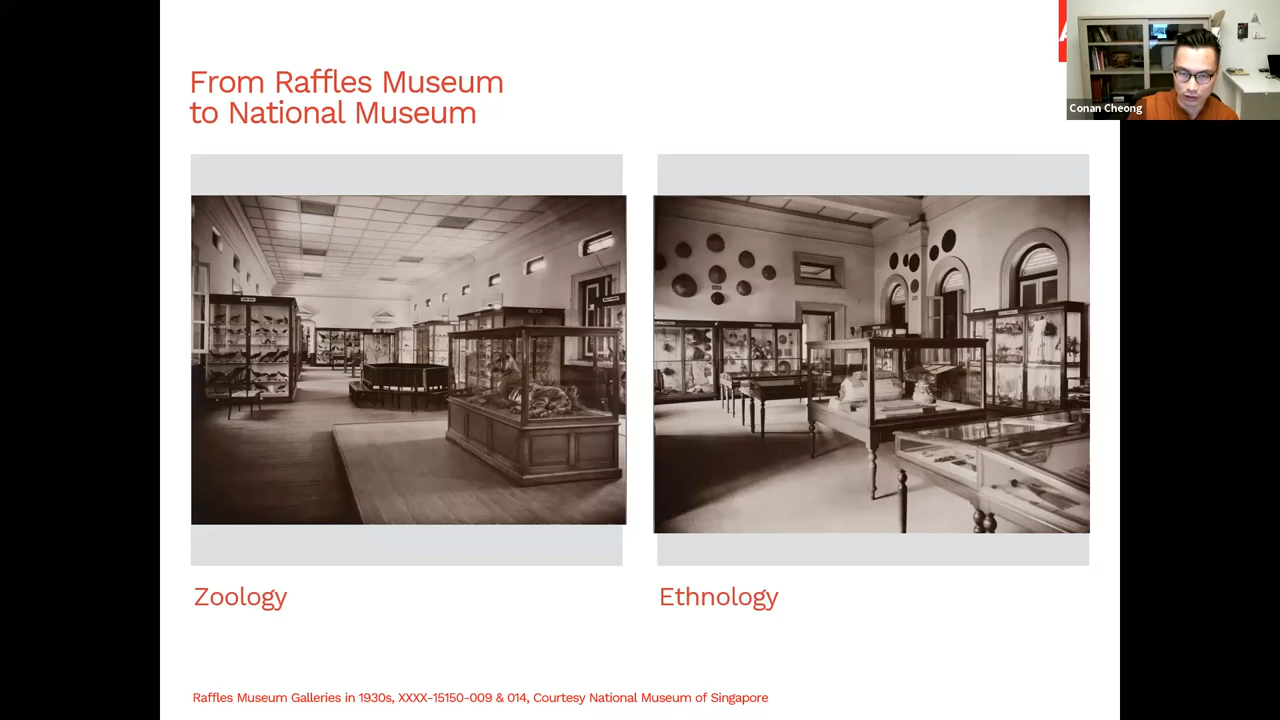 From Raffles Museum
to National Museum
Conan Cheong
Zoology
Ethnology
Raffles Museum Galleries in 1930s, XXXX-15150-009 & 014, Courtesy National Museum of Singapore